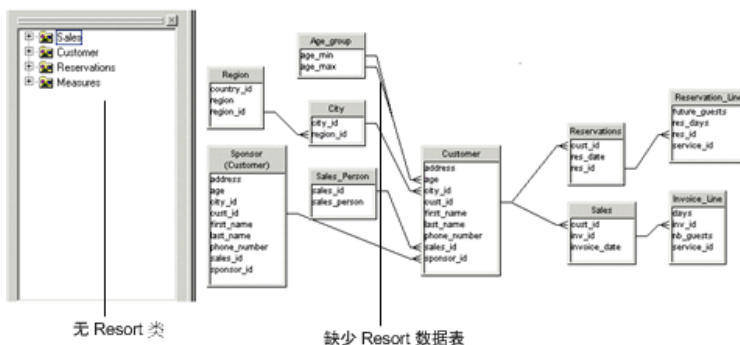 Sales
Customer
Reservations
Measures
无 Resort 类
Region
country_id
region
region_id
Age_group
age_min
age_max
City
city_id
region_id
Sponsor
(Customer)
address
age
city_id
cust_id
first_name
last_name
phone_number
sales_id
sponsor_id
Sales_Person
sales_id
sales_person
Customer
address
age
city_id
cust_id
first_name
last_name
phone_number
sales_id
sponsor_id
Reservations
cust_id
res_date
res_id
Sales
cust_id
inv_id
invoice_date
Reservation_Line
future_guests
res_days
res_id
service_id
Invoice_Line
days
inv_id
nb_guests
service_id
缺少 Resort 数据表